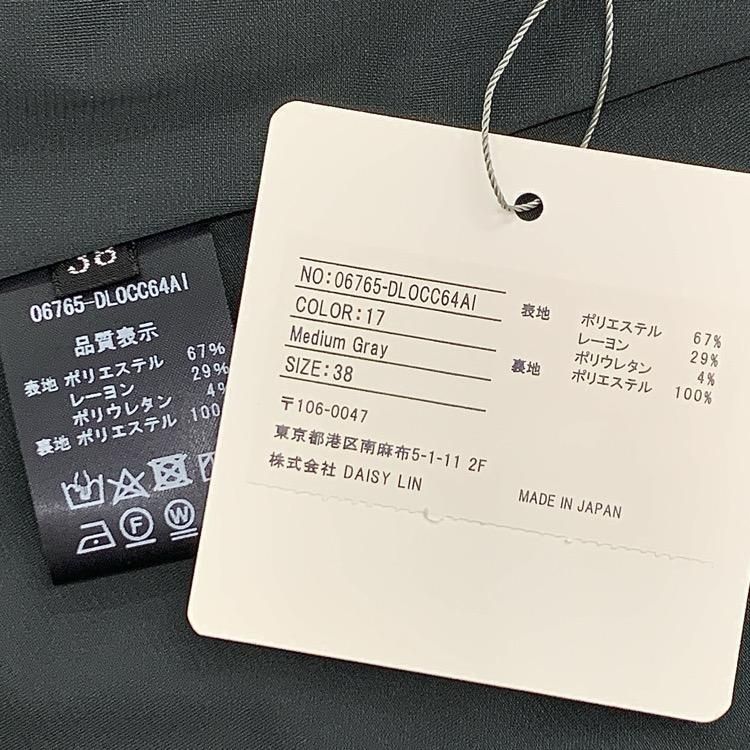 38
06765-DLOCC64AI
品質表示
表地 ポリエステル 67%
レーヨン 29%
ポリウレタン 4%
裏地 ポリエステル 100
F
W
NO:06765-DLOCC64AI
COLOR:17
Medium Gray
SIZE:38
〒106-0047
東京都港区南麻布5-1-11 2F
株式会社 DAISY LIN
表地 ポリエステル 67%
レーヨン 29%
ポリウレタン 4%
裏地 ポリエステル 100%
MADE IN JAPAN